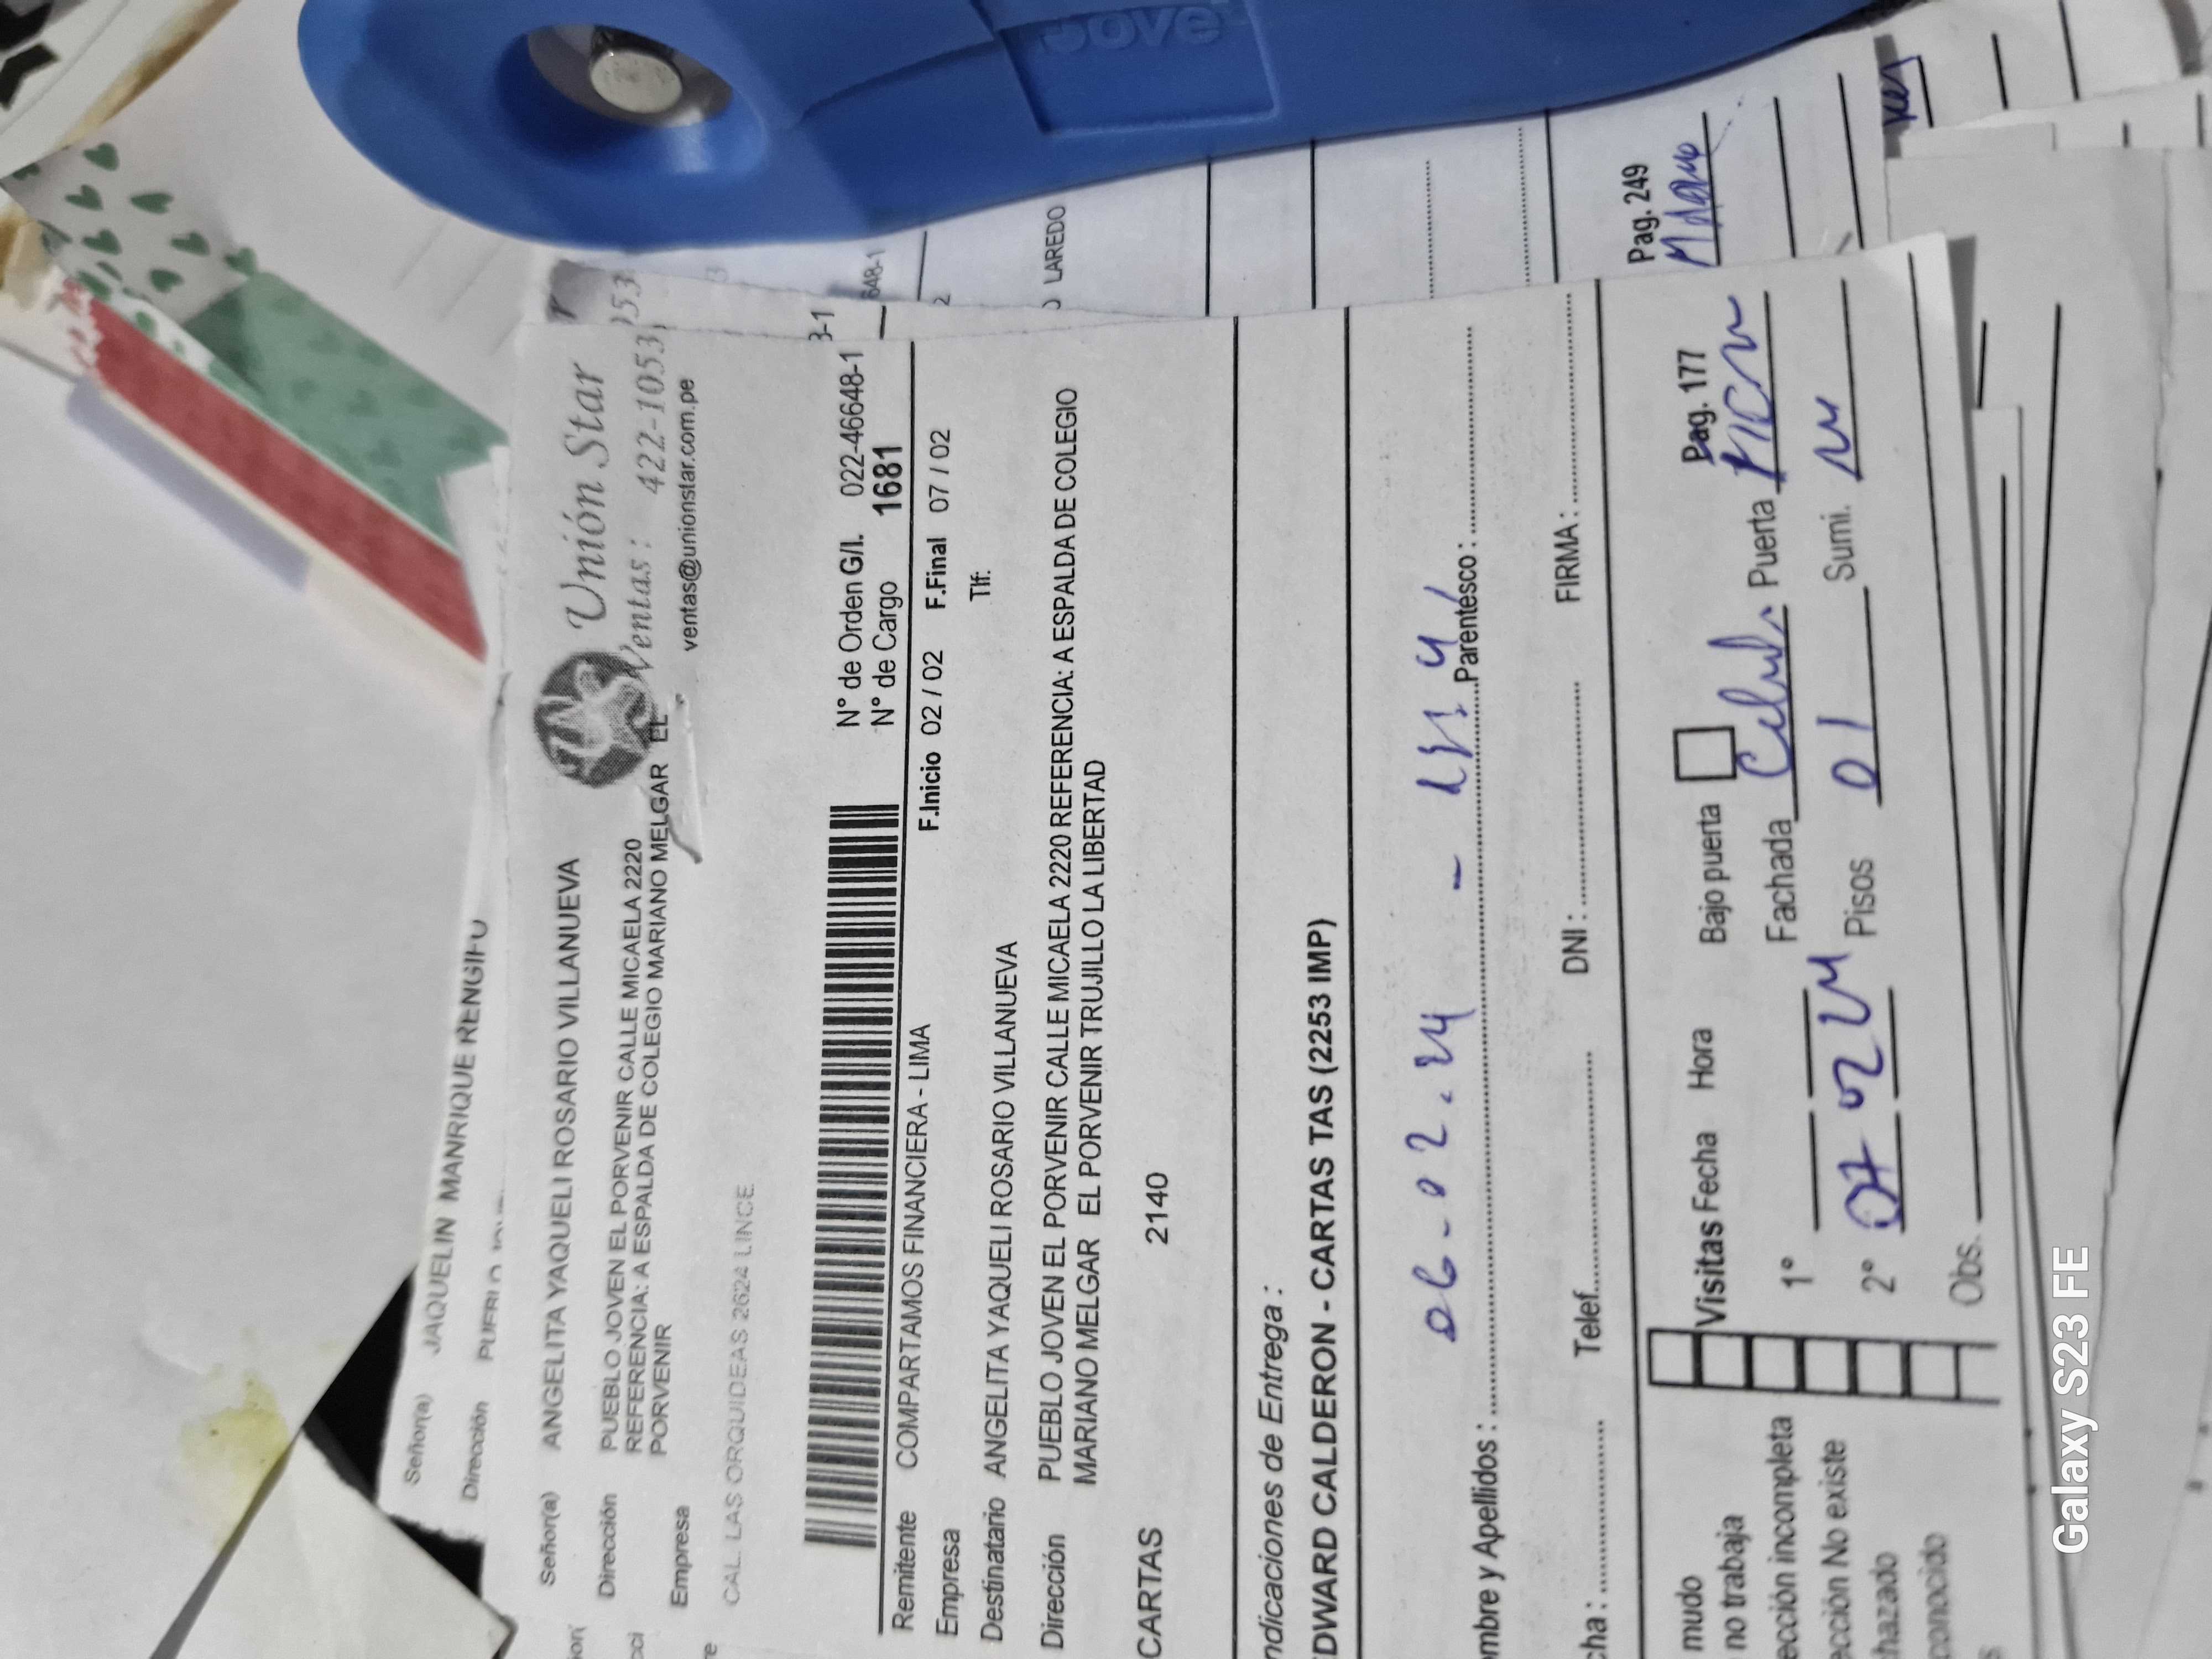 Señor(a) JAQUELIN MANRIQUE RENGIFO
Dirección
Señor(a) ANGELITA YAQUELI ROSARIO VILLANUEVA
Dirección PUEBLO JOVEN EL PORVENIR CALLE MICAELA 2220
REFERENCIA: A ESPALDA DE COLEGIO MARIANO MELGAR EL
PORVENIR
Empresa
CAL. LAS ORQUIDEAS 2624 LINCE
Unión Star
Ventas: 422-1053
ventas@unionstar.com.pe
N° de Orden G/I. 022-46648-1
N° de Cargo 1681
Remitente COMPARTAMOS FINANCIERA - LIMA
F.Inicio 02 / 02 F.Final 07 / 02
Empresa
Tlf:
Destinatario ANGELITA YAQUELI ROSARIO VILLANUEVA
Dirección PUEBLO JOVEN EL PORVENIR CALLE MICAELA 2220 REFERENCIA: A ESPALDA DE COLEGIO
MARIANO MELGAR EL PORVENIR TRUJILLO LA LIBERTAD
CARTAS 2140
ndicaciones de Entrega :
DWARD CALDERON - CARTAS TAS (2253 IMP)
06.02.24 -
mbre y Apellidos : Parentesco :
cha : Telef. DNI : FIRMA :
Pag. 177
mudo
no trabaja Visitas Fecha Hora Bajo puerta
ección incompleta 1° Fachada Puerta
ección No existe
hazado 2° 07 02 24 Pisos 01 Sumi.
conocido Obs.
648-1
LAREDO
Pag. 249
Galaxy S23 FE